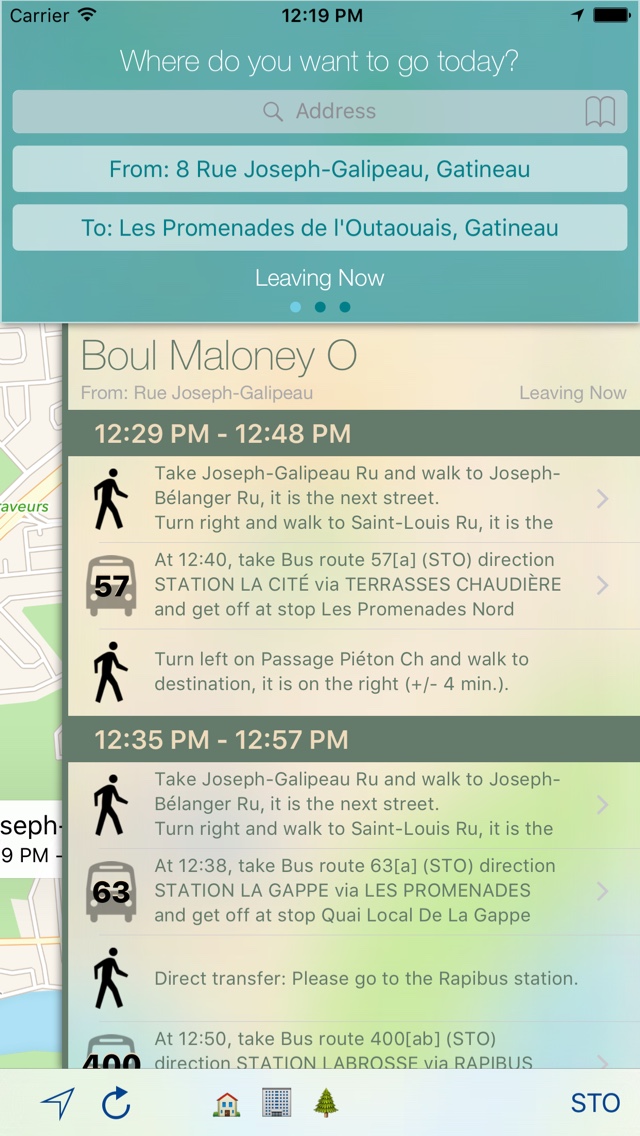 Carrier 12:19 PM
Where do you want to go today?
Address
From: 8 Rue Joseph-Galipeau, Gatineau
To: Les Promenades de l'Outaouais, Gatineau
Leaving Now
Boul Maloney O
From: Rue Joseph-Galipeau Leaving Now
12:29 PM - 12:48 PM
Take Joseph-Galipeau Ru and walk to Joseph-
Bélanger Ru, it is the next street.
Turn right and walk to Saint-Louis Ru, it is the
57
At 12:40, take Bus route 57[a] (STO) direction
STATION LA CITÉ via TERRASSES CHAUDIÈRE
and get off at stop Les Promenades Nord
Turn left on Passage Piéton Ch and walk to
destination, it is on the right (+/- 4 min.).
12:35 PM - 12:57 PM
Take Joseph-Galipeau Ru and walk to Joseph-
Bélanger Ru, it is the next street.
Turn right and walk to Saint-Louis Ru, it is the
63
At 12:38, take Bus route 63[a] (STO) direction
STATION LA GAPPE via LES PROMENADES
and get off at stop Quai Local De La Gappe
Direct transfer: Please go to the Rapibus station.
400
At 12:50, take Bus route 400[ab] (STO)
direction STATION LABROSSE via RAPIBUS
raveurs
seph-
9 PM -
STO